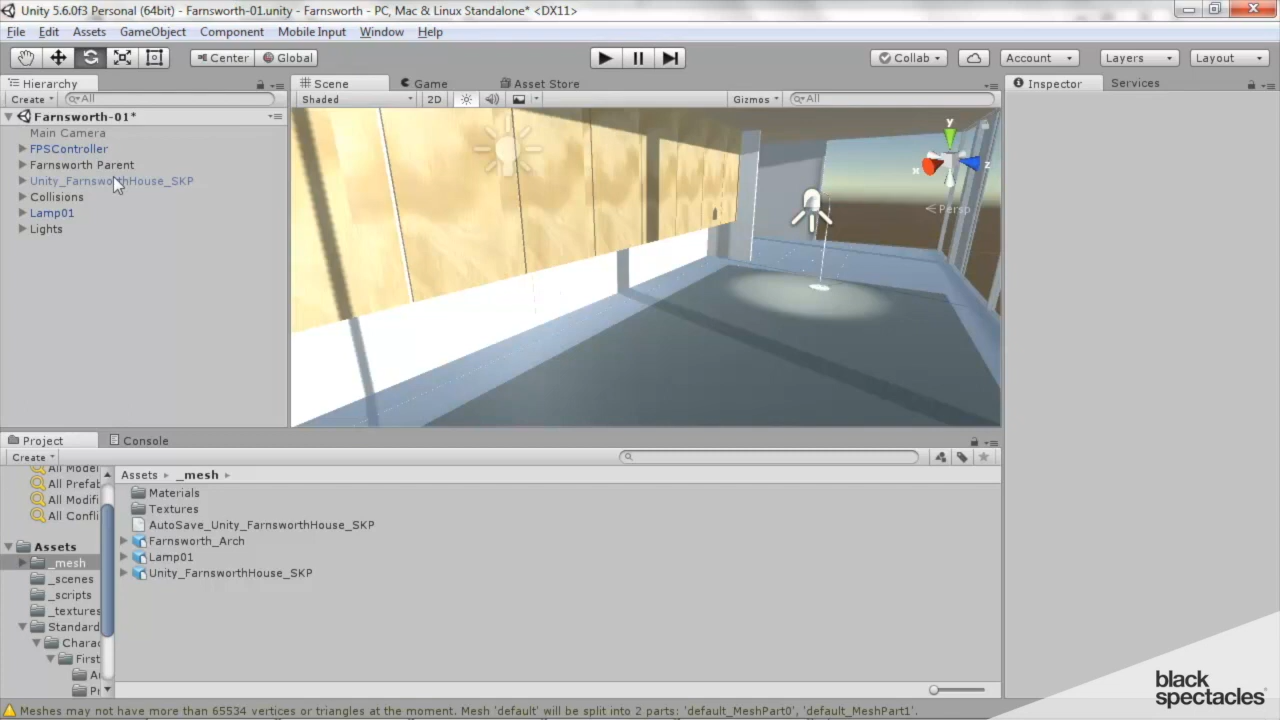 Unity 5.6.0f3 Personal (64bit) - Farnsworth-01.unity - Farnsworth - PC, Mac & Linux Standalone* <DX11>
File Edit Assets GameObject Component Mobile Input Window Help
Center Global Collab Account Layers Layout
Hierarchy Scene Game Asset Store Inspector Services
Create All Shaded 2D Gizmos All
Farnsworth-01*
Main Camera
FPSController
Farnsworth Parent
Unity_FarnsworthHouse_SKP
Collisions
Lamp01
Lights
y
x z
Persp
Project Console
Create
Assets _mesh
All Model
All Prefab
All Modifi
All Confli
Assets
_mesh
_scenes
_scripts
_textures
Standard
Charac
First
Materials
Textures
AutoSave_Unity_FarnsworthHouse_SKP
Farnsworth_Arch
Lamp01
Unity_FarnsworthHouse_SKP
black
spectacles
Meshes may not have more than 65534 vertices or triangles at the moment. Mesh 'default' will be split into 2 parts: 'default_MeshPart0', 'default_MeshPart1'.